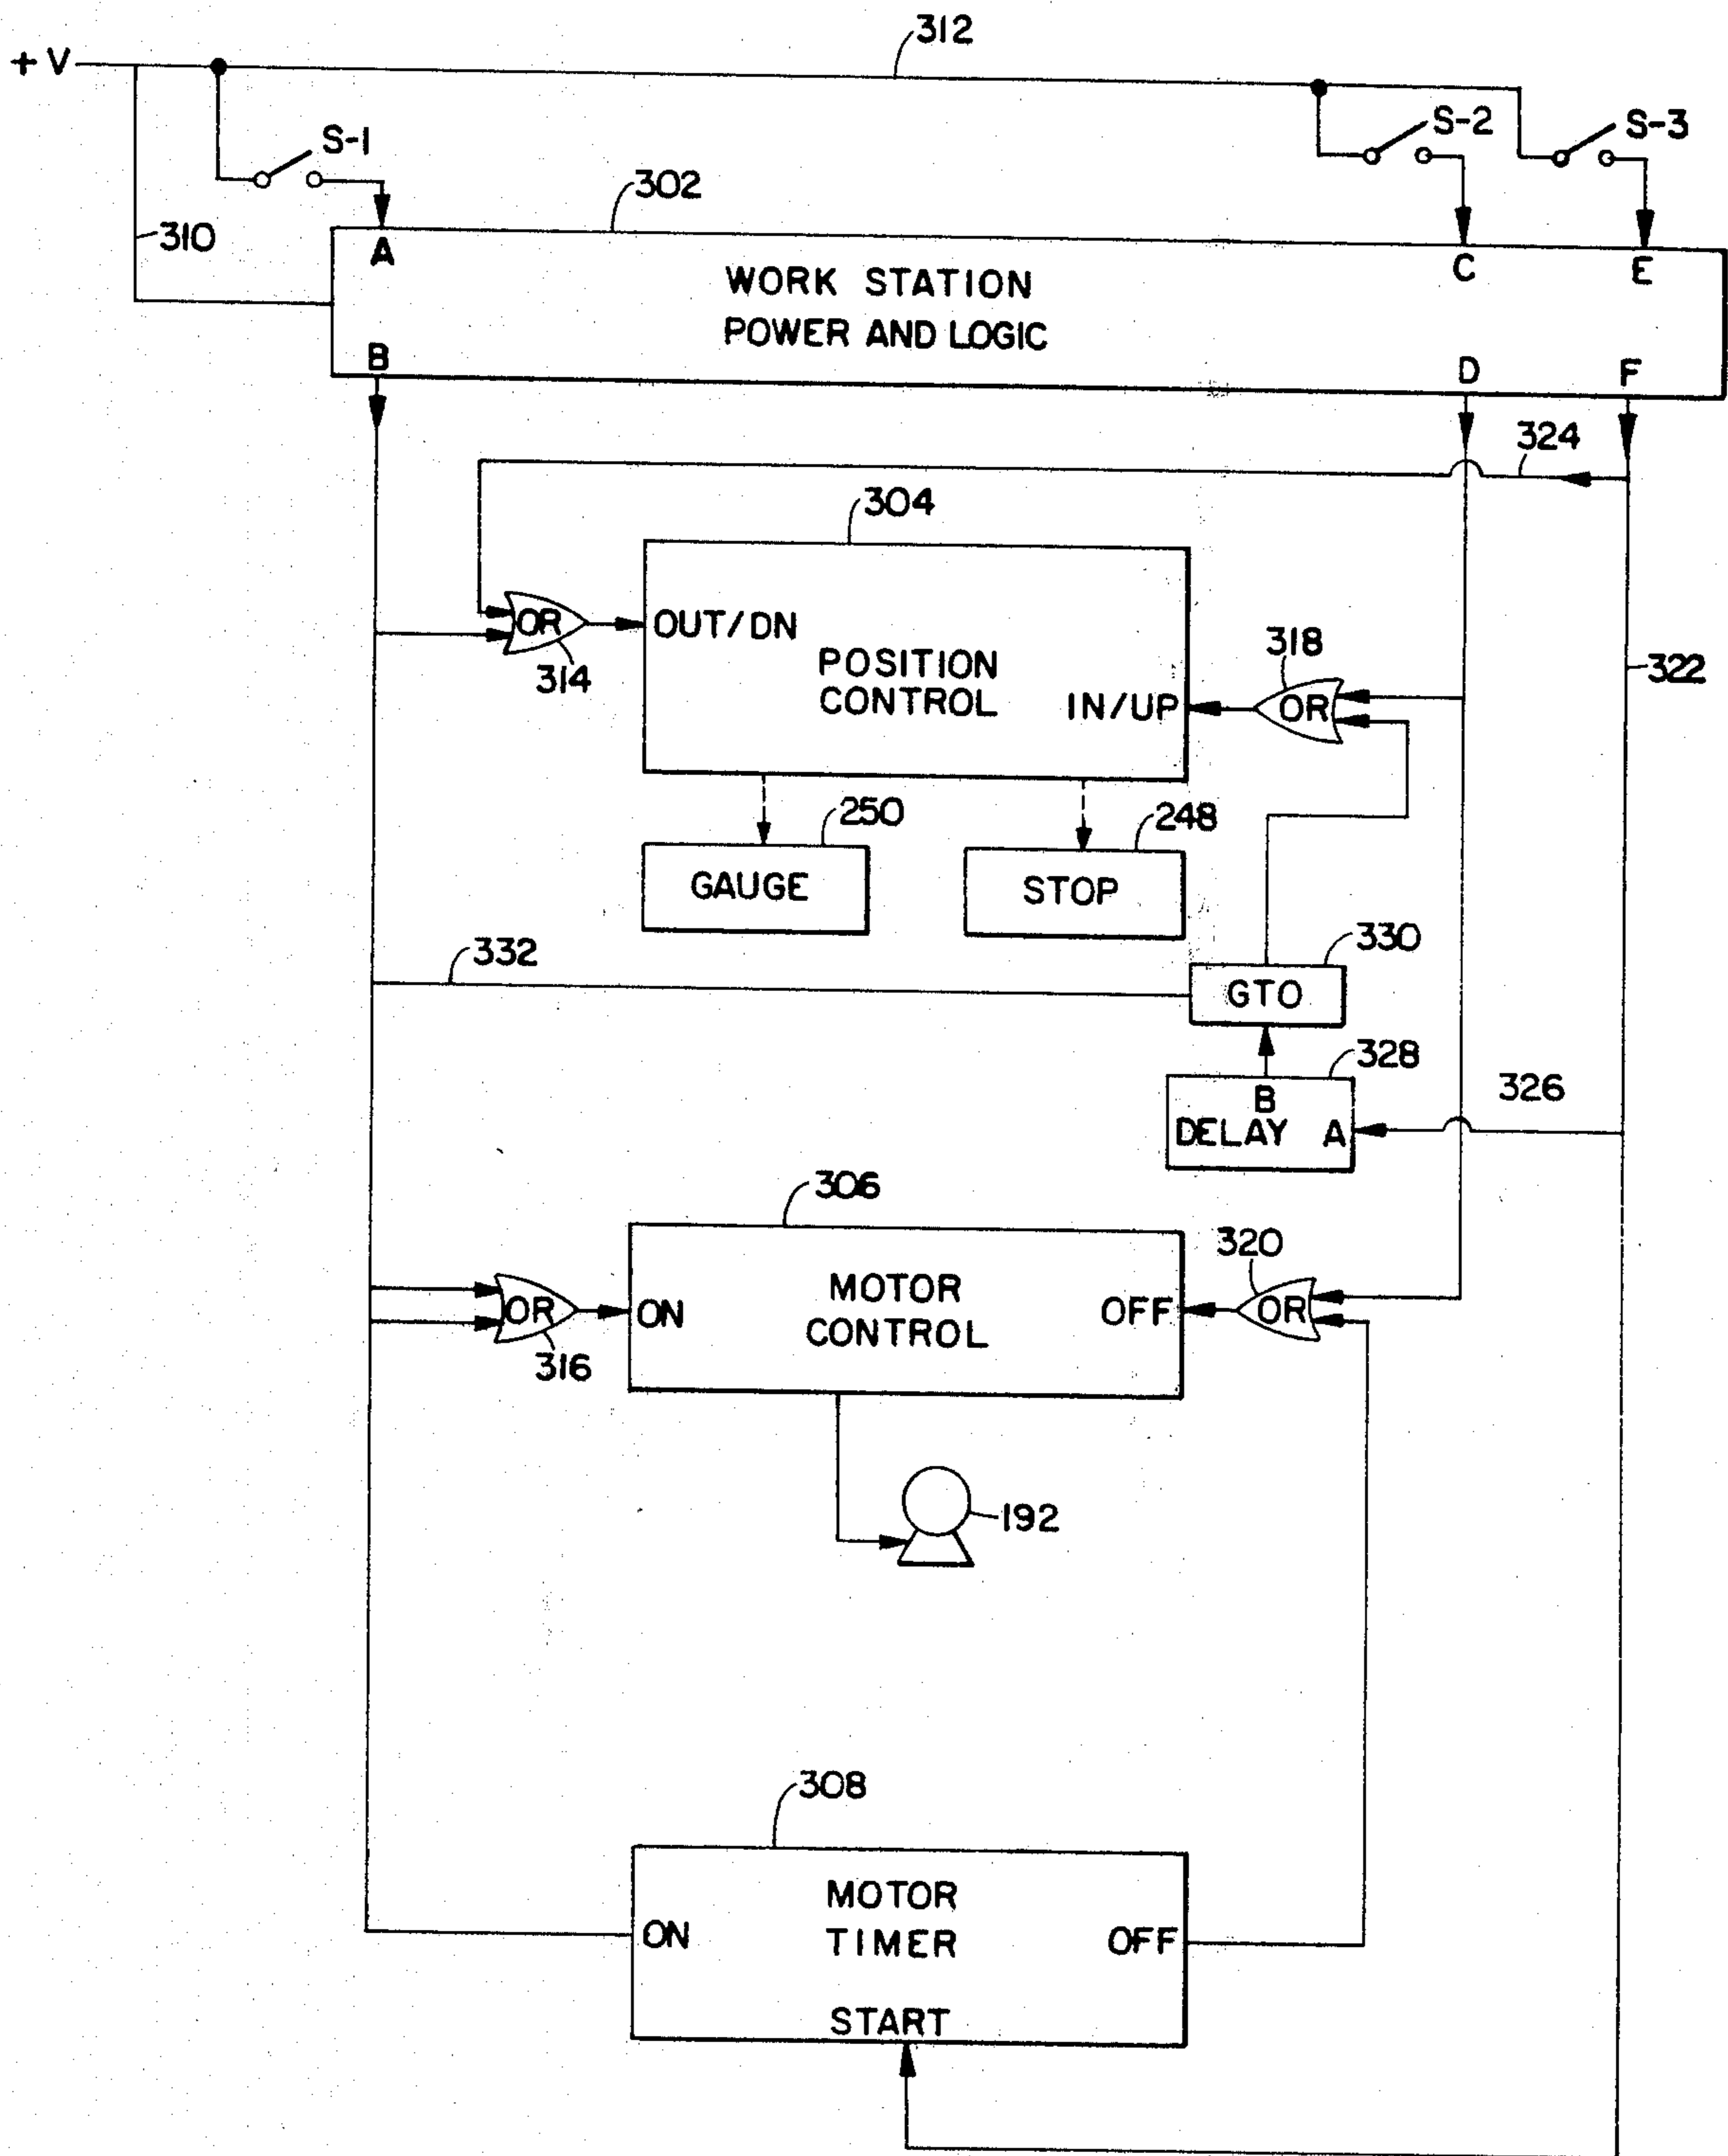 312
+ V
S-1
S-2
S-3
302
310
A
C
E
WORK STATION
POWER AND LOGIC
B
D
F
324
304
OR
314
OUT/DN
POSITION
CONTROL
IN/UP
318
OR
322
250
248
GAUGE
STOP
332
330
GTO
328
326
B
DELAY A
306
320
OR
316
ON
MOTOR
CONTROL
OFF
OR
192
308
MOTOR
TIMER
ON
OFF
START